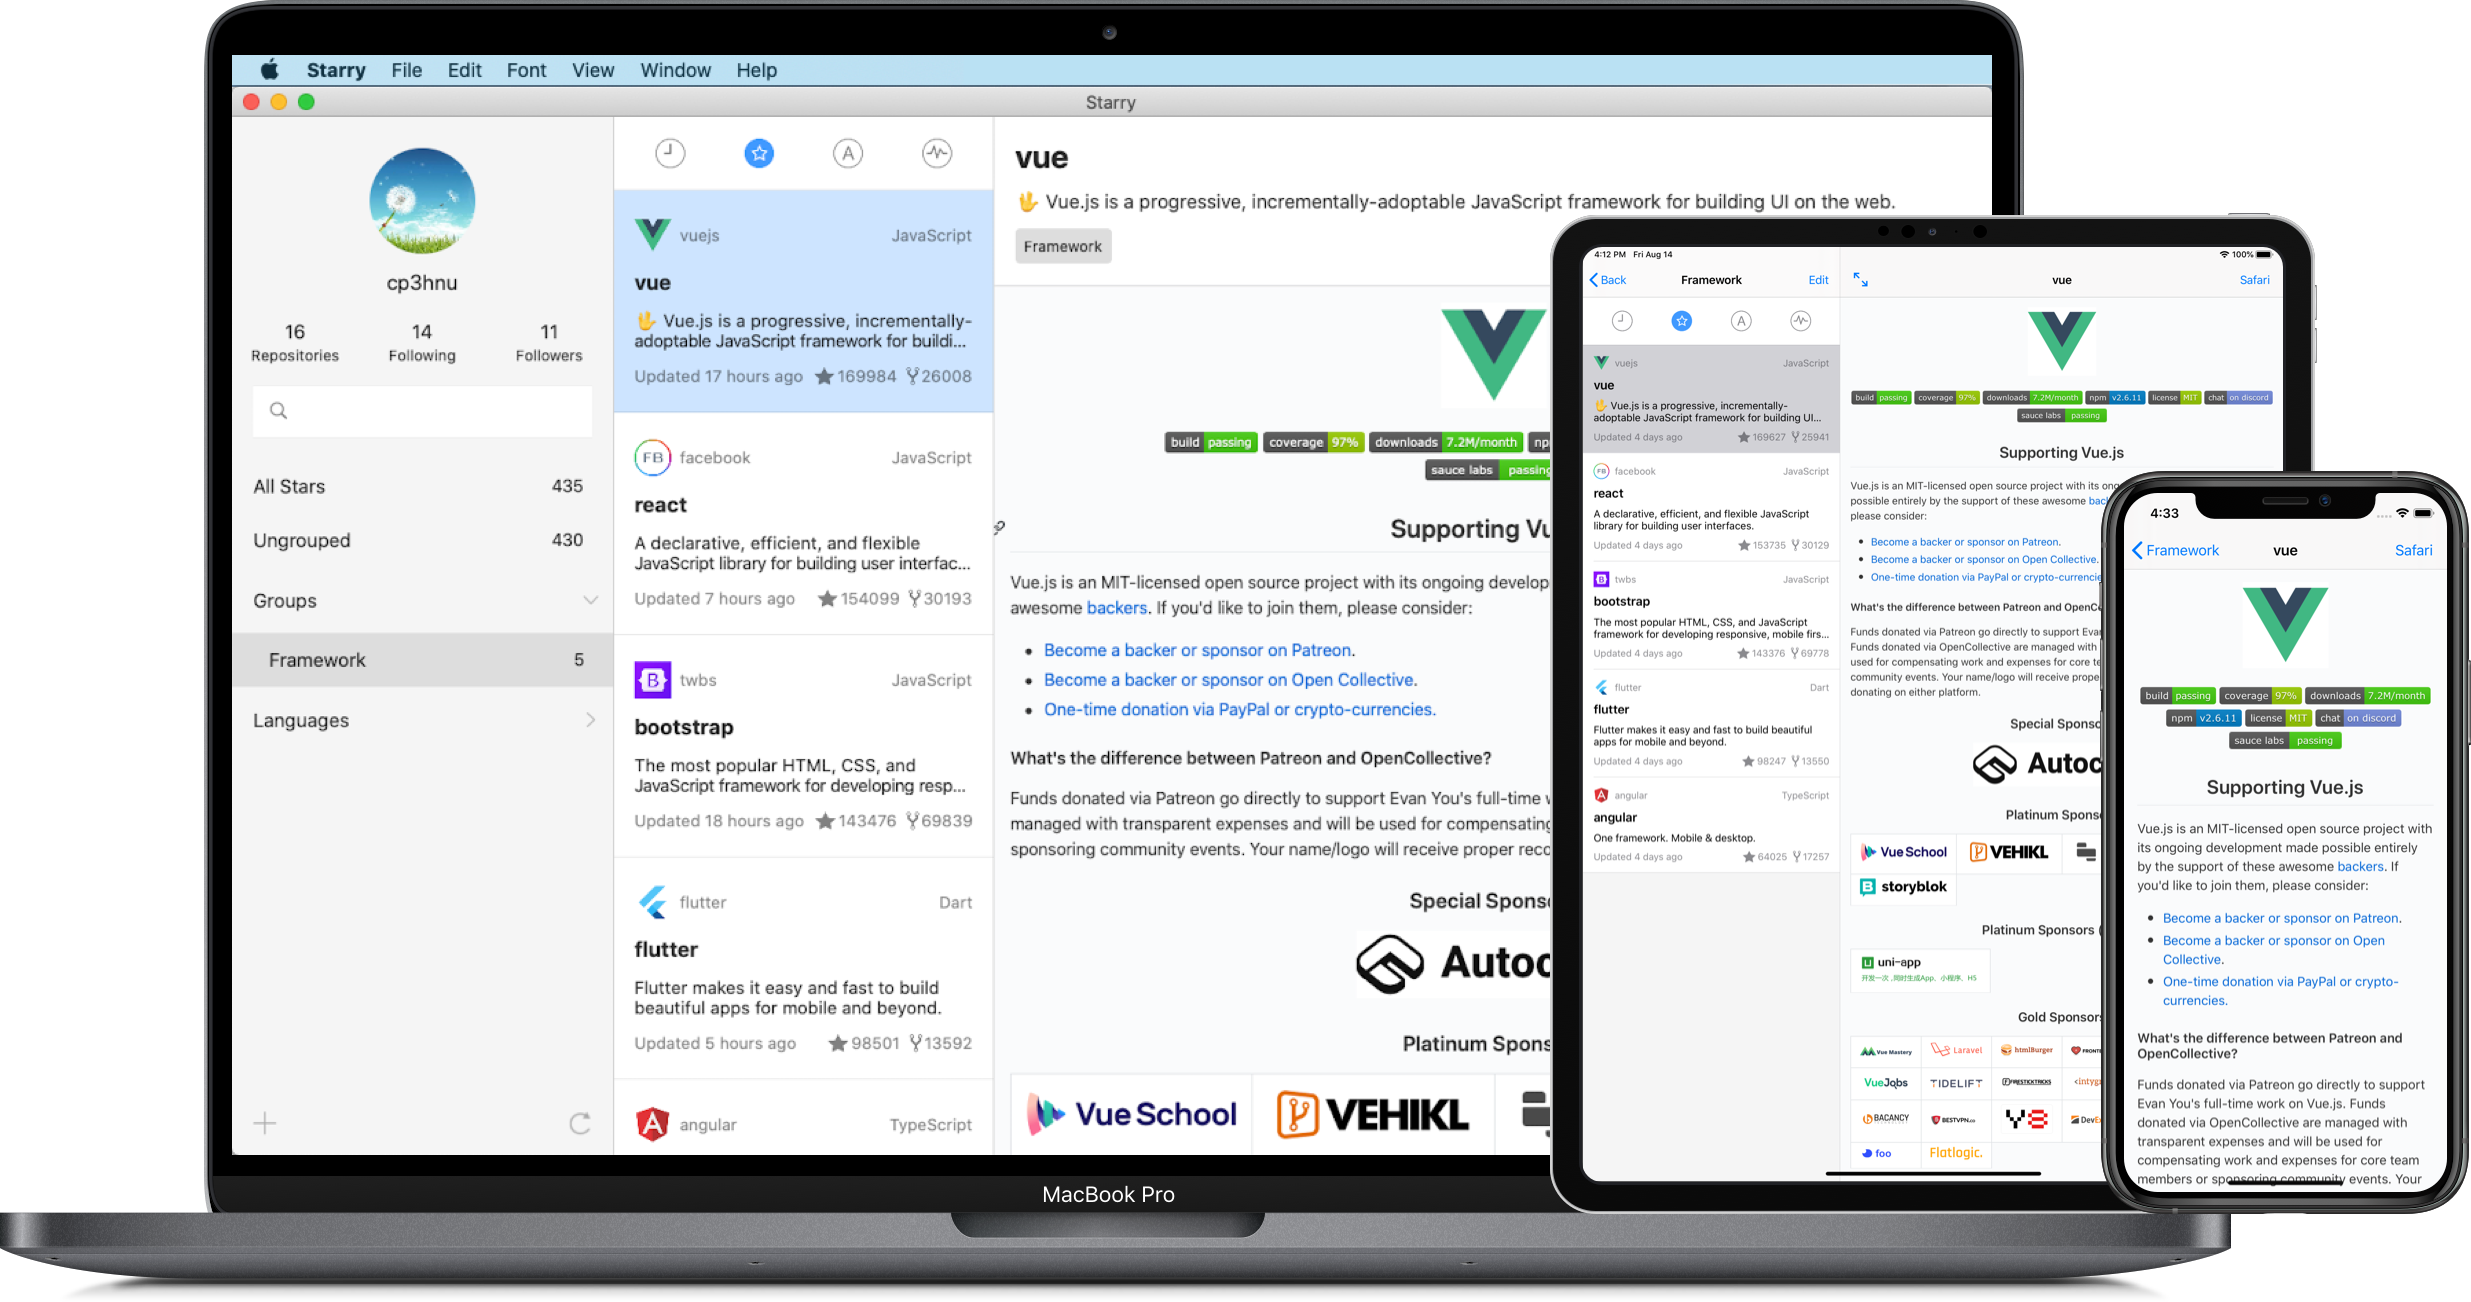 Starry File Edit Font View Window Help
Starry
cp3hnu
16 14 11
Repositories Following Followers
All Stars 435
Ungrouped 430
Groups
Framework 5
Languages
A
vuejs JavaScript
vue
🖖 Vue.js is a progressive, incrementally-
adoptable JavaScript framework for buildi...
Updated 17 hours ago 169984 26008
FB facebook JavaScript
react
A declarative, efficient, and flexible
JavaScript library for building user interfac...
Updated 7 hours ago 154099 30193
B twbs JavaScript
bootstrap
The most popular HTML, CSS, and
JavaScript framework for developing resp...
Updated 18 hours ago 143476 69839
flutter Dart
flutter
Flutter makes it easy and fast to build
beautiful apps for mobile and beyond.
Updated 5 hours ago 98501 13592
A angular TypeScript
vue
🖖 Vue.js is a progressive, incrementally-adoptable JavaScript framework for building UI on the web.
Framework
build passing coverage 97% downloads 7.2M/month np
sauce labs passing
Supporting Vu
Vue.js is an MIT-licensed open source project with its ongoing develop
awesome backers. If you'd like to join them, please consider:
• Become a backer or sponsor on Patreon.
• Become a backer or sponsor on Open Collective.
• One-time donation via PayPal or crypto-currencies.
What's the difference between Patreon and OpenCollective?
Funds donated via Patreon go directly to support Evan You's full-time
managed with transparent expenses and will be used for compensating
sponsoring community events. Your name/logo will receive proper reco
Special Spons
Autoc
Platinum Spons
Vue School VEHIKL
MacBook Pro
4:12 PM Fri Aug 14 100%
Back Framework Edit
A
vuejs JavaScript
vue
🖖 Vue.js is a progressive, incrementally-
adoptable JavaScript framework for building UI...
Updated 4 days ago 169627 25941
FB facebook JavaScript
react
A declarative, efficient, and flexible JavaScript
library for building user interfaces.
Updated 4 days ago 153735 30129
B twbs JavaScript
bootstrap
The most popular HTML, CSS, and JavaScript
framework for developing responsive, mobile firs...
Updated 4 days ago 143376 69778
flutter Dart
flutter
Flutter makes it easy and fast to build beautiful
apps for mobile and beyond.
Updated 4 days ago 98247 13550
A angular TypeScript
angular
One framework. Mobile & desktop.
Updated 4 days ago 64025 17257
vue Safari
build passing coverage 97% downloads 7.2M/month npm v2.6.11 license MIT chat on discord
sauce labs passing
Supporting Vue.js
Vue.js is an MIT-licensed open source project with its ong
possible entirely by the support of these awesome bac
please consider:
• Become a backer or sponsor on Patreon.
• Become a backer or sponsor on Open Collective.
• One-time donation via PayPal or crypto-currencie
What's the difference between Patreon and OpenCo
Funds donated via Patreon go directly to support Evan
Funds donated via OpenCollective are managed with
used for compensating work and expenses for core te
community events. Your name/logo will receive prope
donating on either platform.
Special Sponso
Autoc
Platinum Spons
Vue School VEHIKL
storyblok
Platinum Sponsors (
uni-app
开发一次,同时生成App、小程序、H5
Gold Sponsors
Vue Mastery Laravel htmlBurger FRONTE
VueJobs TIDELIFT FIRESTICKTRICKS <intyg
BACANCY BESTVPN.co DevE
foo Flatlogic.
4:33
Framework vue Safari
build passing coverage 97% downloads 7.2M/month
npm v2.6.11 license MIT chat on discord
sauce labs passing
Supporting Vue.js
Vue.js is an MIT-licensed open source project with
its ongoing development made possible entirely
by the support of these awesome backers. If
you'd like to join them, please consider:
• Become a backer or sponsor on Patreon.
• Become a backer or sponsor on Open
Collective.
• One-time donation via PayPal or crypto-
currencies.
What's the difference between Patreon and
OpenCollective?
Funds donated via Patreon go directly to support
Evan You's full-time work on Vue.js. Funds
donated via OpenCollective are managed with
transparent expenses and will be used for
compensating work and expenses for core team
members or sponsoring community events. Your